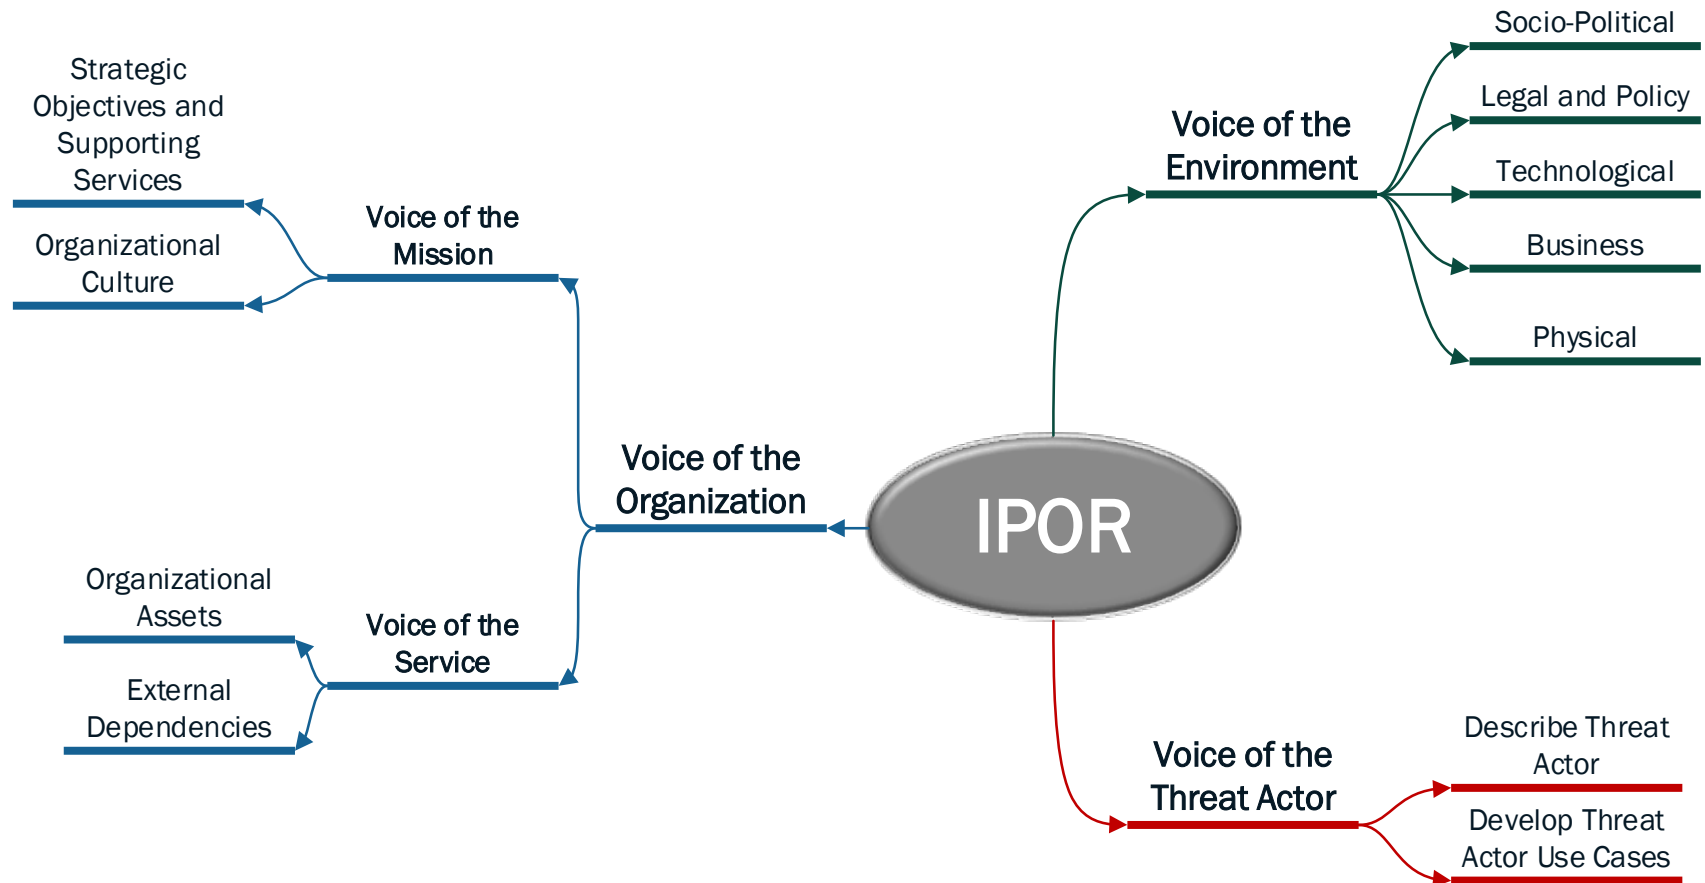 Strategic
Objectives and
Supporting
Services
Organizational
Culture
Voice of the
Mission
Voice of the
Organization
Organizational
Assets
External
Dependencies
Voice of the
Service
IPOR
Voice of the
Environment
Socio-Political
Legal and Policy
Technological
Business
Physical
Voice of the
Threat Actor
Describe Threat
Actor
Develop Threat
Actor Use Cases